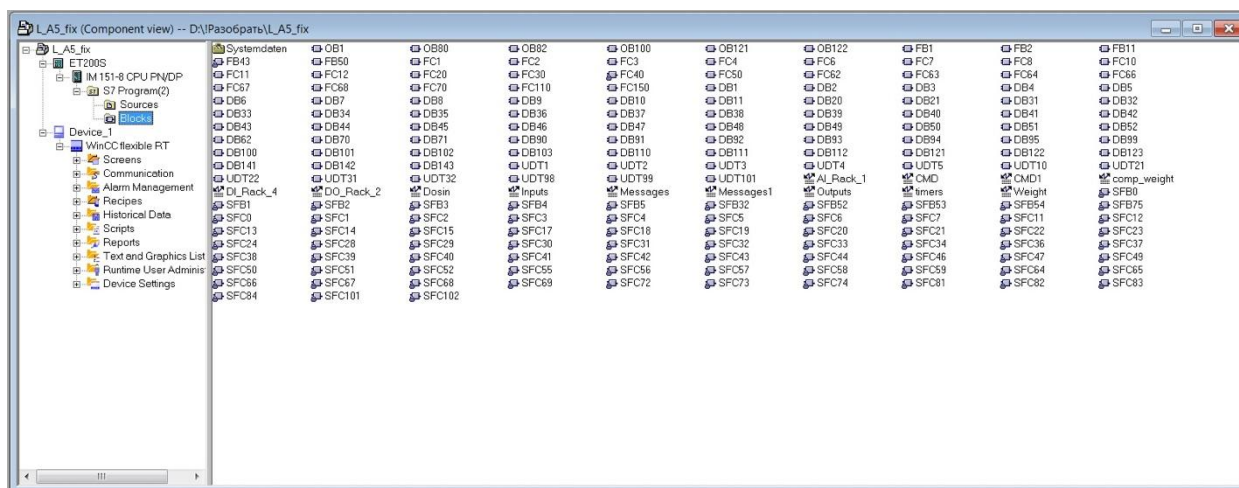 L_A5_fix (Component view) -- D:\!Разобрать\L_A5_fix
L_A5_fix
ET200S
IM 151-8 CPU PN/DP
S7 Program(2)
Sources
Blocks
Device_1
WinCC flexible RT
Screens
Communication
Alarm Management
Recipes
Historical Data
Scripts
Reports
Text and Graphics List
Runtime User Adminis
Device Settings
Systemdaten OB1 OB80 OB82 OB100 OB121 OB122 FB1 FB2 FB11
FB43 FB50 FC1 FC2 FC3 FC4 FC6 FC7 FC8 FC10
FC11 FC12 FC20 FC30 FC40 FC50 FC62 FC63 FC64 FC66
FC67 FC68 FC70 FC110 FC150 DB1 DB2 DB3 DB4 DB5
DB6 DB7 DB8 DB9 DB10 DB11 DB20 DB21 DB31 DB32
DB33 DB34 DB35 DB36 DB37 DB38 DB39 DB40 DB41 DB42
DB43 DB44 DB45 DB46 DB47 DB48 DB49 DB50 DB51 DB52
DB62 DB70 DB71 DB90 DB91 DB92 DB93 DB94 DB95 DB99
DB100 DB101 DB102 DB103 DB110 DB111 DB112 DB121 DB122 DB123
DB141 DB142 DB143 UDT1 UDT2 UDT3 UDT4 UDT5 UDT10 UDT21
UDT22 UDT31 UDT32 UDT98 UDT99 UDT101 AI_Rack_1 CMD CMD1 comp_weight
DI_Rack_4 DO_Rack_2 Dosin Inputs Messages Messages1 Outputs timers Weight SFB0
SFB1 SFB2 SFB3 SFB4 SFB5 SFB32 SFB52 SFB53 SFB54 SFB75
SFC0 SFC1 SFC2 SFC3 SFC4 SFC5 SFC6 SFC7 SFC11 SFC12
SFC13 SFC14 SFC15 SFC17 SFC18 SFC19 SFC20 SFC21 SFC22 SFC23
SFC24 SFC28 SFC29 SFC30 SFC31 SFC32 SFC33 SFC34 SFC36 SFC37
SFC38 SFC39 SFC40 SFC41 SFC42 SFC43 SFC44 SFC46 SFC47 SFC49
SFC50 SFC51 SFC52 SFC55 SFC56 SFC57 SFC58 SFC59 SFC64 SFC65
SFC66 SFC67 SFC68 SFC69 SFC72 SFC73 SFC74 SFC81 SFC82 SFC83
SFC84 SFC101 SFC102